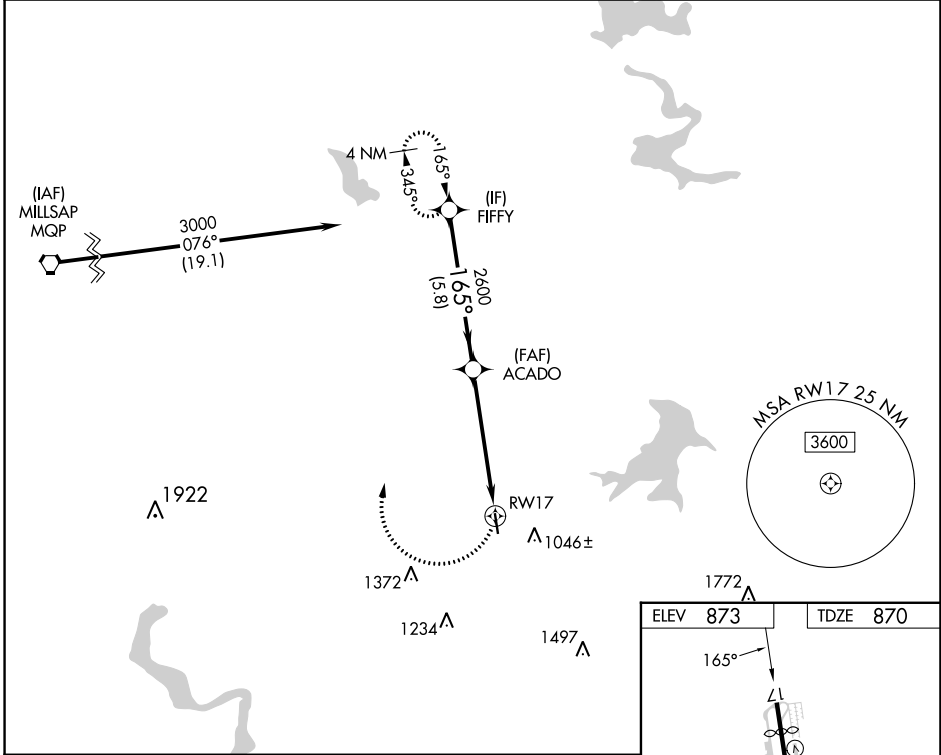 4 NM
165°
345°
(IF)
FIFFY
(IAF)
MILLSAP
MQP
3000
076°
(19.1)
2600
165°
(5.8)
(FAF)
ACADO
MSA RW17 25 NM
3600
1922
RW17
1046±
1372
1772
1234
1497
ELEV 873
TDZE 870
165°
17